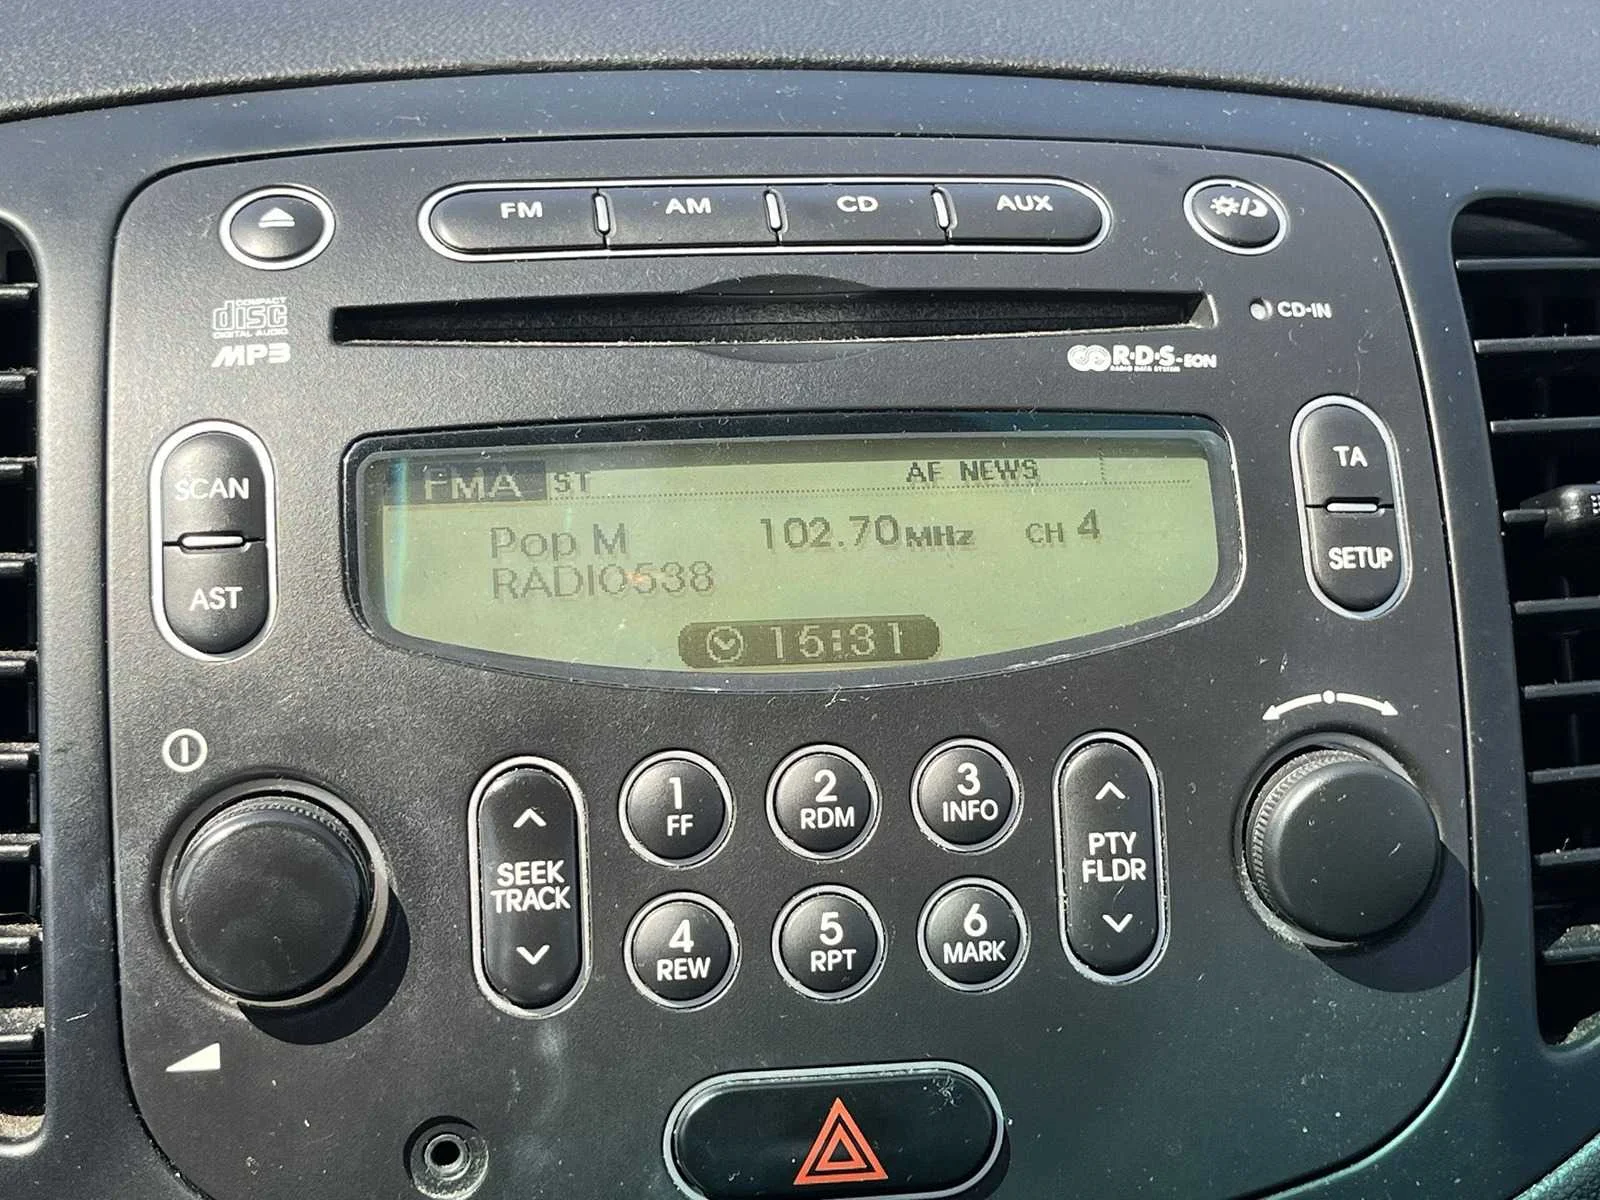 FM AM CD AUX
COMPACT
disc
DIGITAL AUDIO
MP3
CD-IN
R·D·S-EON
RADIO DATA SYSTEM
SCAN
AST
FMA ST AF NEWS
Pop M 102.70MHz CH 4
RADIO538
16:31
TA
SETUP
SEEK
TRACK
1
FF
2
RDM
3
INFO
4
REW
5
RPT
6
MARK
PTY
FLDR